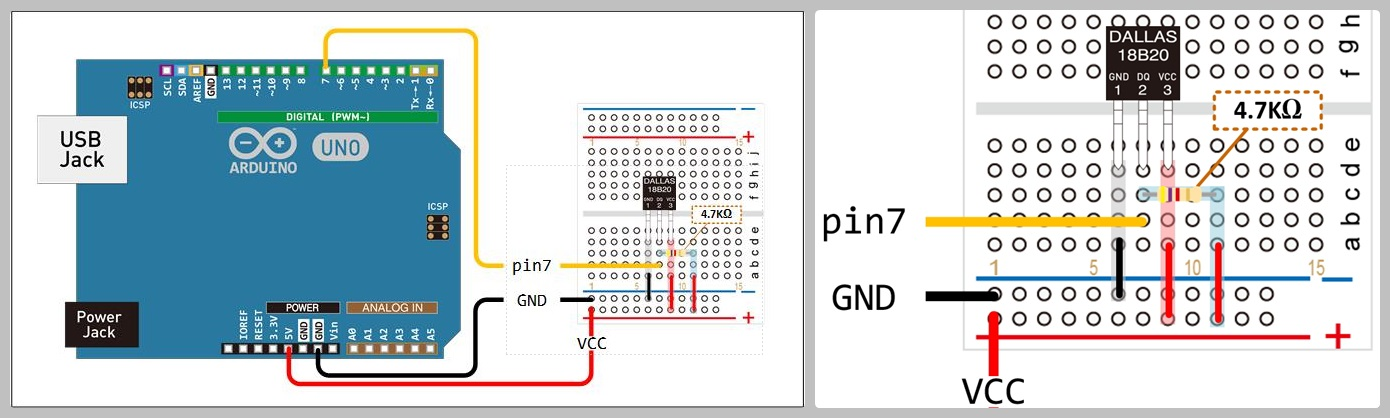 SCL
SDA
AREF
GND
13
12
~11
~10
~9
8
7
~6
~5
4
~3
2
Tx→1
Rx←0
ICSP
DIGITAL (PWM~)
USB
Jack
UNO
ARDUINO
ICSP
Power
Jack
POWER
ANALOG IN
IOREF
RESET
3.3V
5V
GND
GND
Vin
A0
A1
A2
A3
A4
A5
pin7
GND
VCC
−
+
1 5 10 15
f g h i j
DALLAS
18B20
GND DQ VCC
1 2 3
4.7KΩ
a b c d e
1 5 10 15
−
+
f g h
DALLAS
18B20
GND DQ VCC
1 2 3
4.7KΩ
a b c d e
pin7
1 5 10 15
−
GND
+
VCC